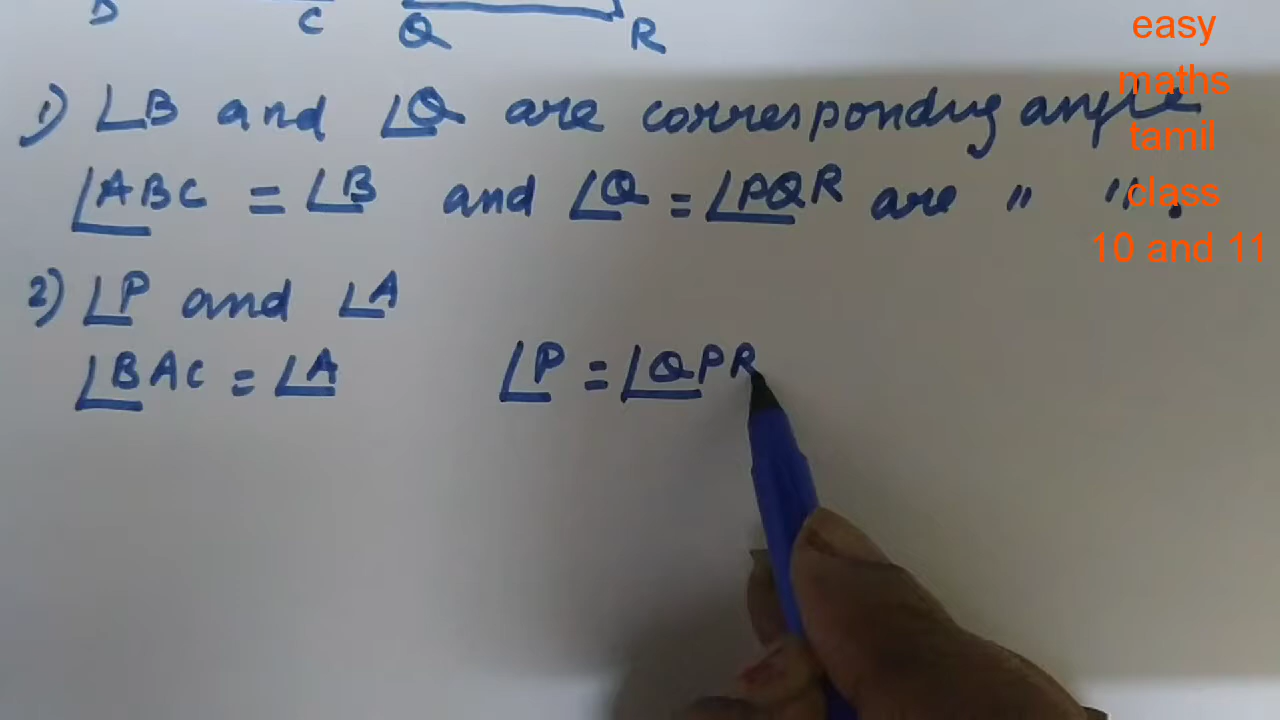 B C Q R
1) ∠B and ∠Q are corresponding angle
∠ABC = ∠B and ∠Q = ∠PQR are " " .
2) ∠P and ∠A
∠BAC = ∠A ∠P = ∠QPR
easy
maths
tamil
class
10 and 11